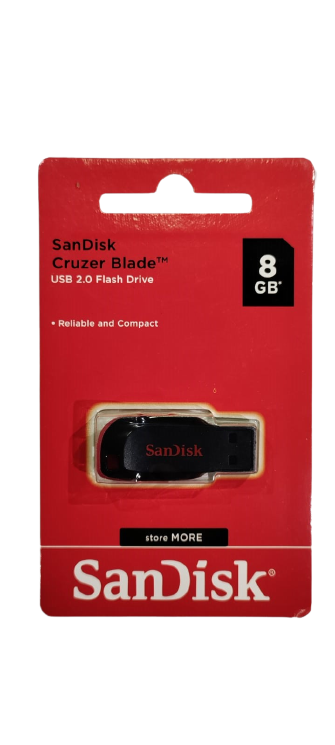 SanDisk
Cruzer Blade™
USB 2.0 Flash Drive
8
GB*
• Reliable and Compact
SanDisk
store MORE
SanDisk®